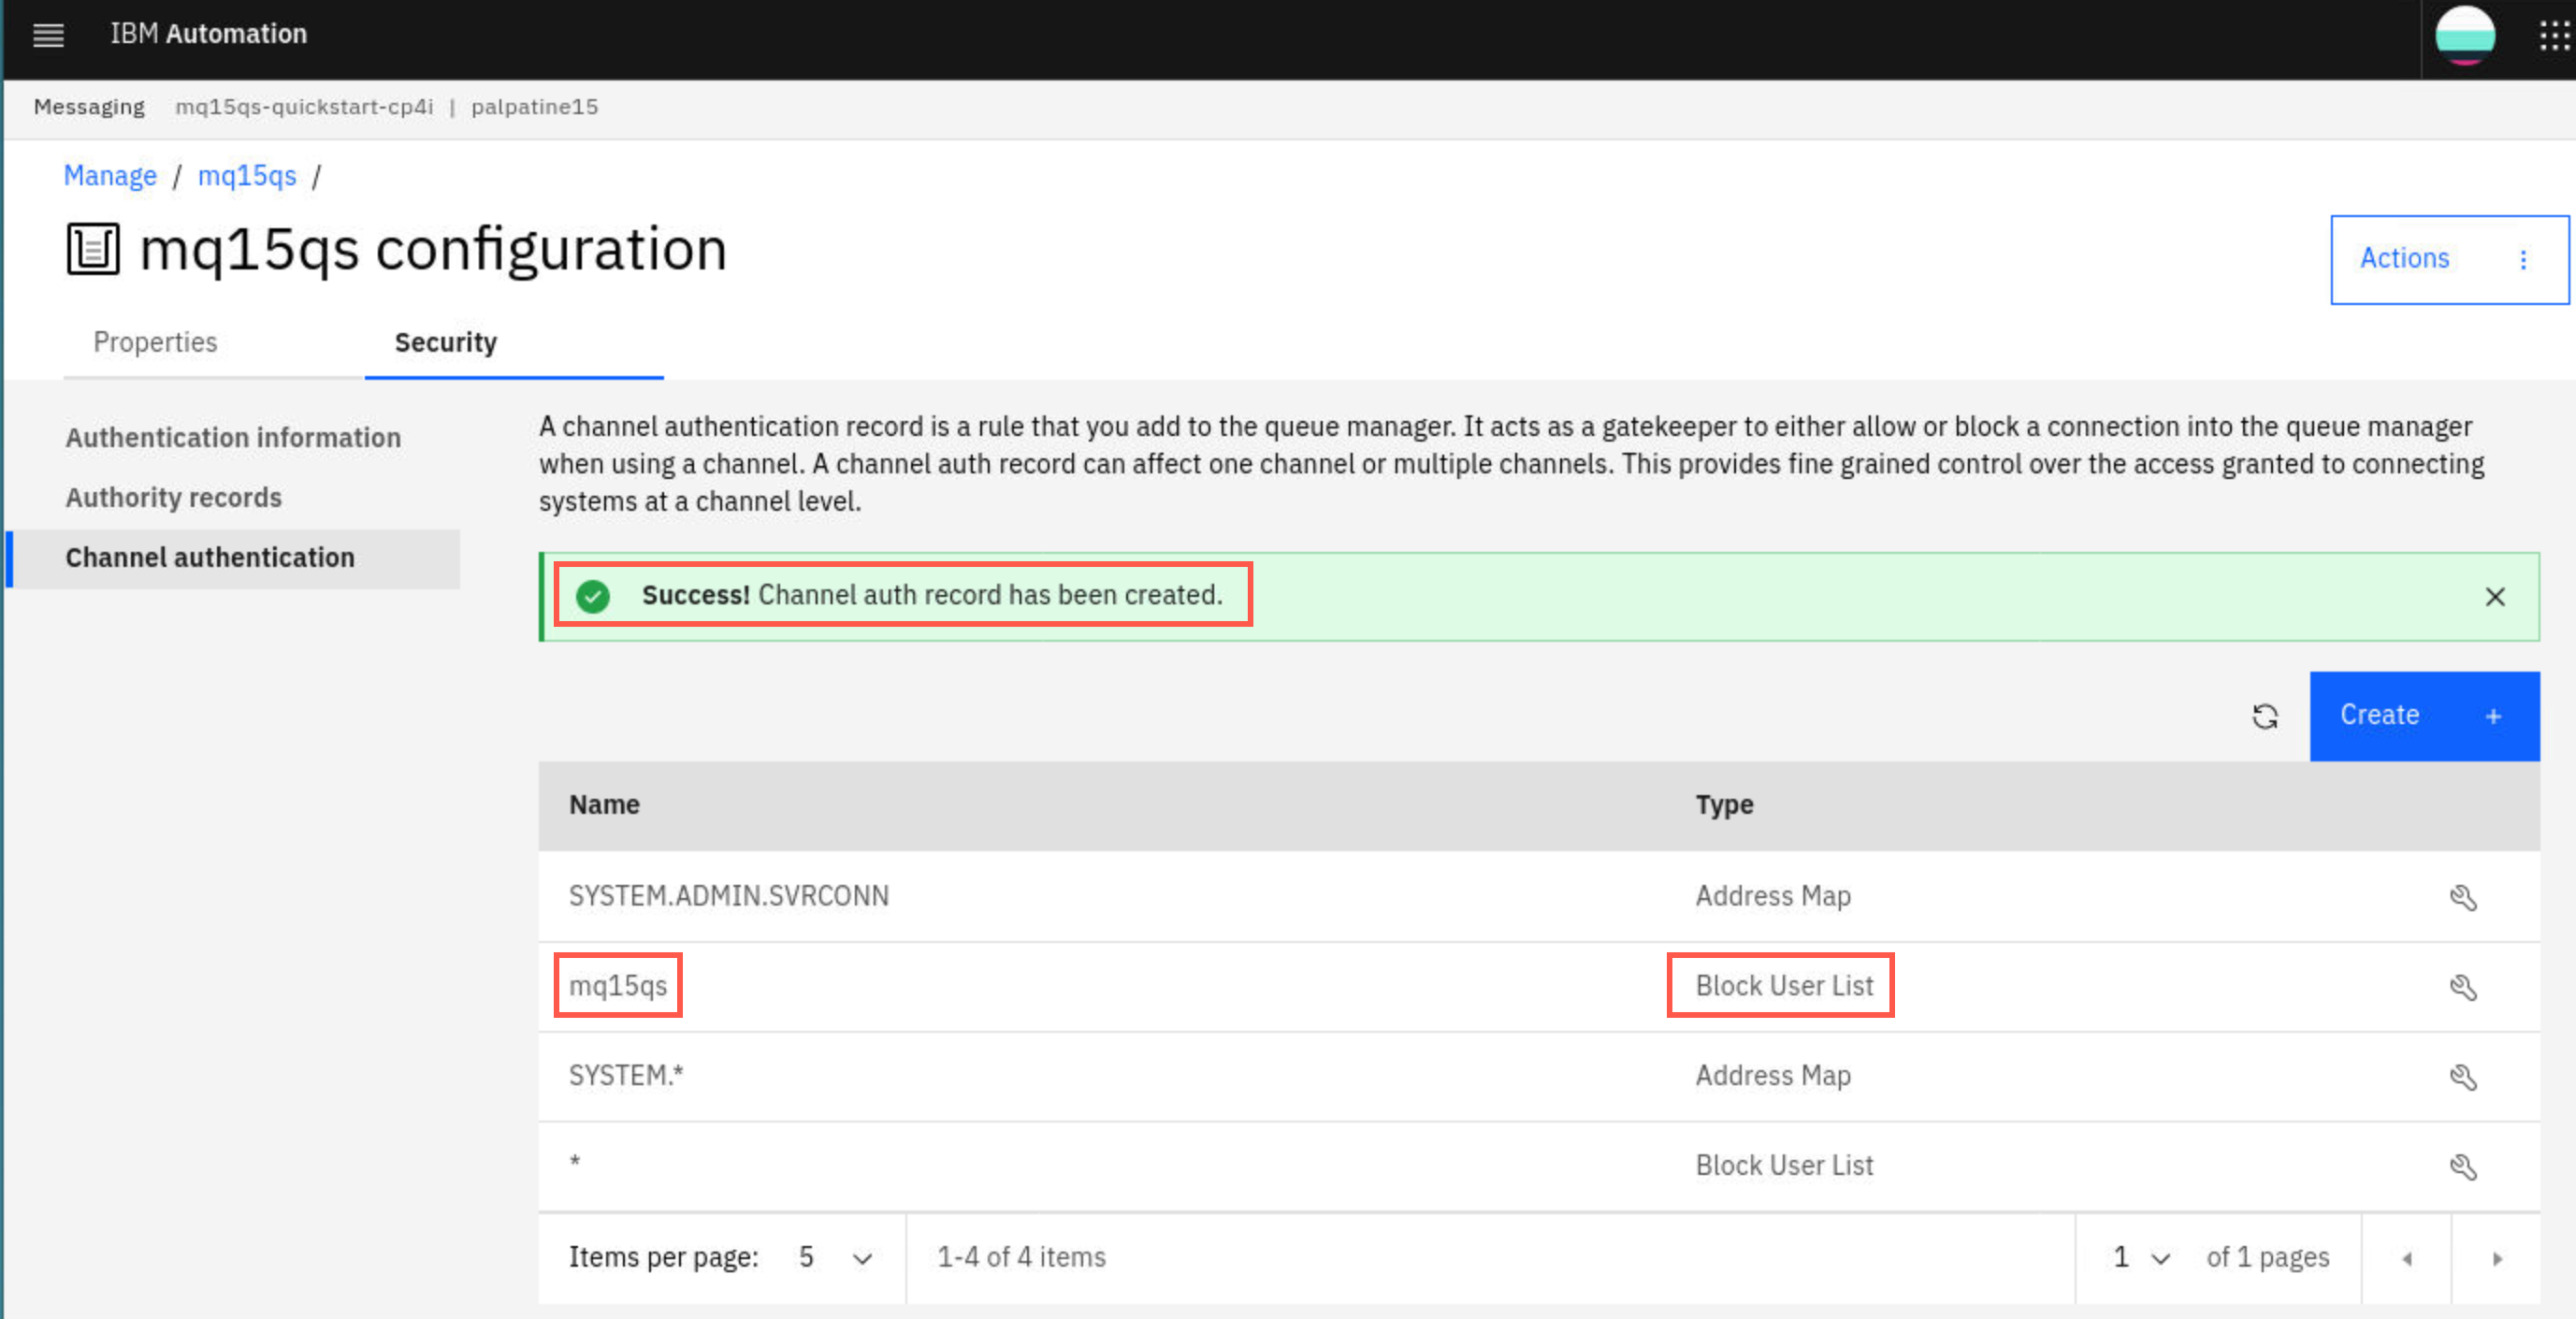 IBM Automation
Messaging mq15qs-quickstart-cp4i | palpatine15
Manage / mq15qs /
mq15qs configuration
Actions
Properties Security
Authentication information
Authority records
Channel authentication
A channel authentication record is a rule that you add to the queue manager. It acts as a gatekeeper to either allow or block a connection into the queue manager
when using a channel. A channel auth record can affect one channel or multiple channels. This provides fine grained control over the access granted to connecting
systems at a channel level.
Success! Channel auth record has been created.
Create +
Name Type
SYSTEM.ADMIN.SVRCONN Address Map
mq15qs Block User List
SYSTEM.* Address Map
* Block User List
Items per page: 5 1-4 of 4 items 1 of 1 pages